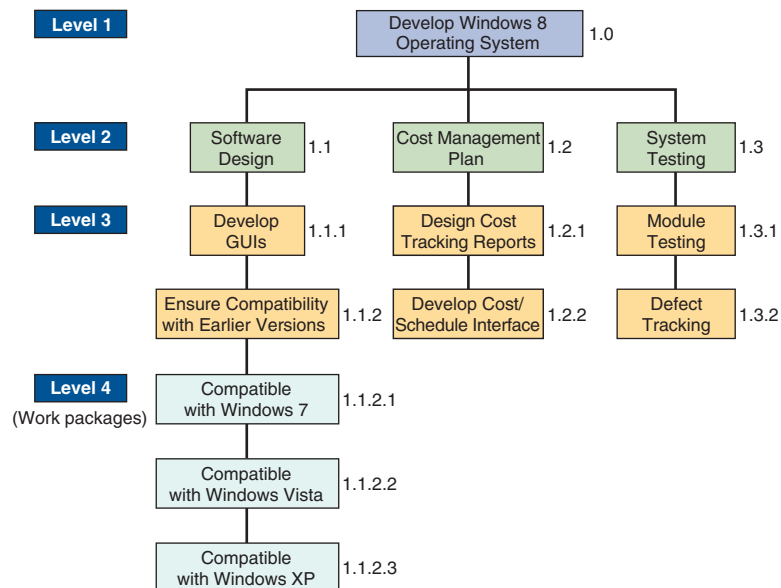 Level 1
Develop Windows 8
Operating System
1.0
Level 2
Software
Design
1.1
Cost Management
Plan
1.2
System
Testing
1.3
Level 3
Develop
GUIs
1.1.1
Design Cost
Tracking Reports
1.2.1
Module
Testing
1.3.1
Ensure Compatibility
with Earlier Versions
1.1.2
Develop Cost/
Schedule Interface
1.2.2
Defect
Tracking
1.3.2
Level 4
(Work packages)
Compatible
with Windows 7
1.1.2.1
Compatible
with Windows Vista
1.1.2.2
Compatible
with Windows XP
1.1.2.3